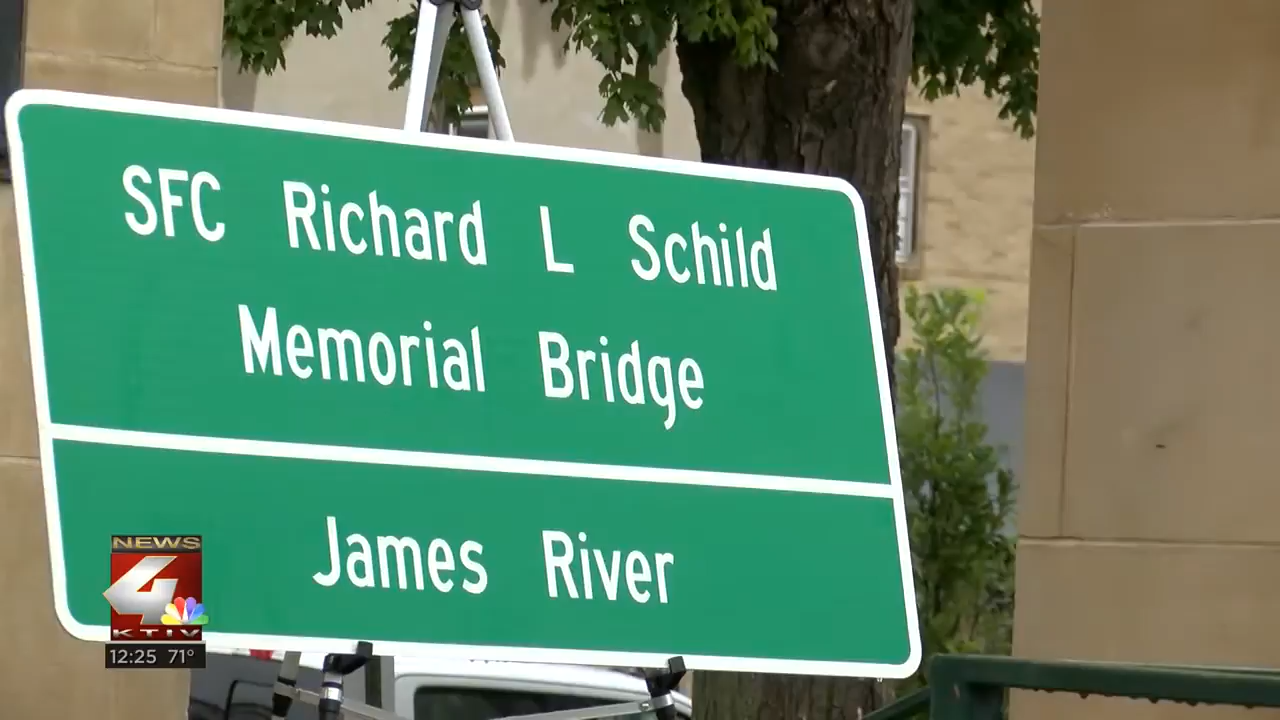 SFC Richard L Schild
Memorial Bridge
James River
NEWS
4
KTIV
12:25 71°